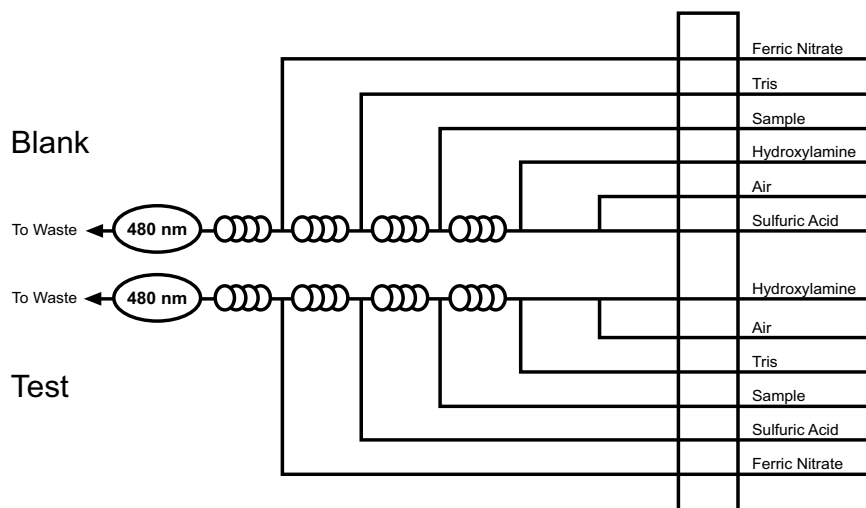 Ferric Nitrate
Tris
Sample
Blank
Hydroxylamine
Air
To Waste
480 nm
Sulfuric Acid
To Waste
480 nm
Hydroxylamine
Air
Tris
Test
Sample
Sulfuric Acid
Ferric Nitrate